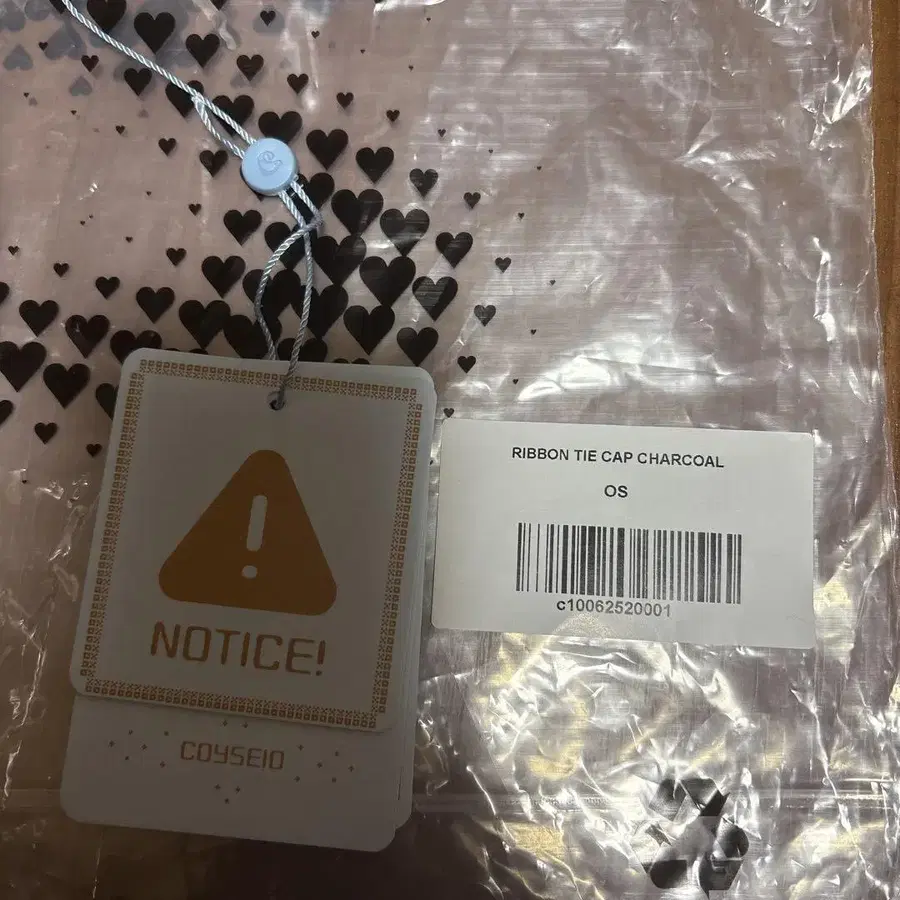 NOTICE!
COYSEIO
RIBBON TIE CAP CHARCOAL
OS
c10062520001